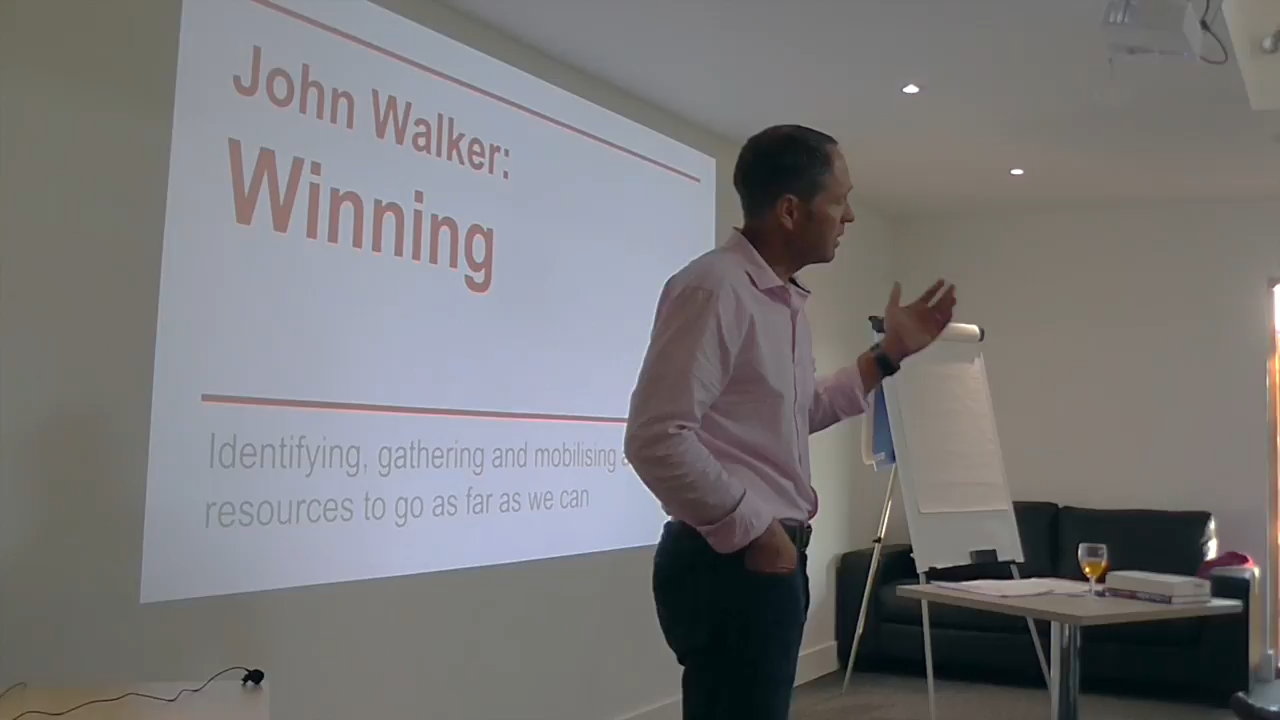 John Walker:
Winning
Identifying, gathering and mobilising
resources to go as far as we can